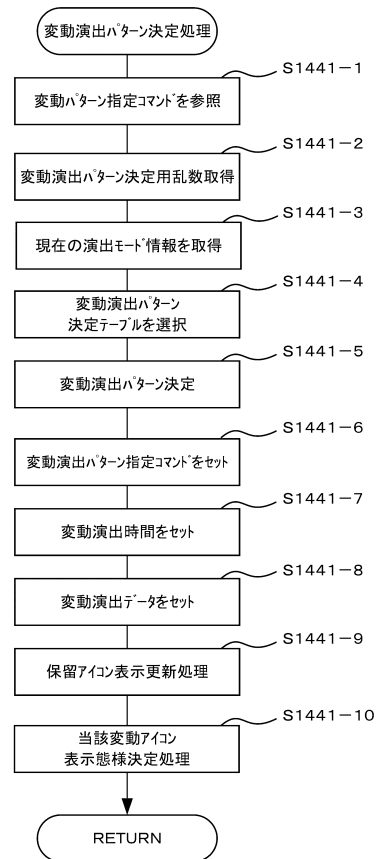 変動演出パターン決定処理
S1441-1
変動パターン指定コマンドを参照
S1441-2
変動演出パターン決定用乱数取得
S1441-3
現在の演出モード情報を取得
S1441-4
変動演出パターン
決定テーブルを選択
S1441-5
変動演出パターン決定
S1441-6
変動演出パターン指定コマンドをセット
S1441-7
変動演出時間をセット
S1441-8
変動演出データをセット
S1441-9
保留アイコン表示更新処理
S1441-10
当該変動アイコン
表示態様決定処理
RETURN